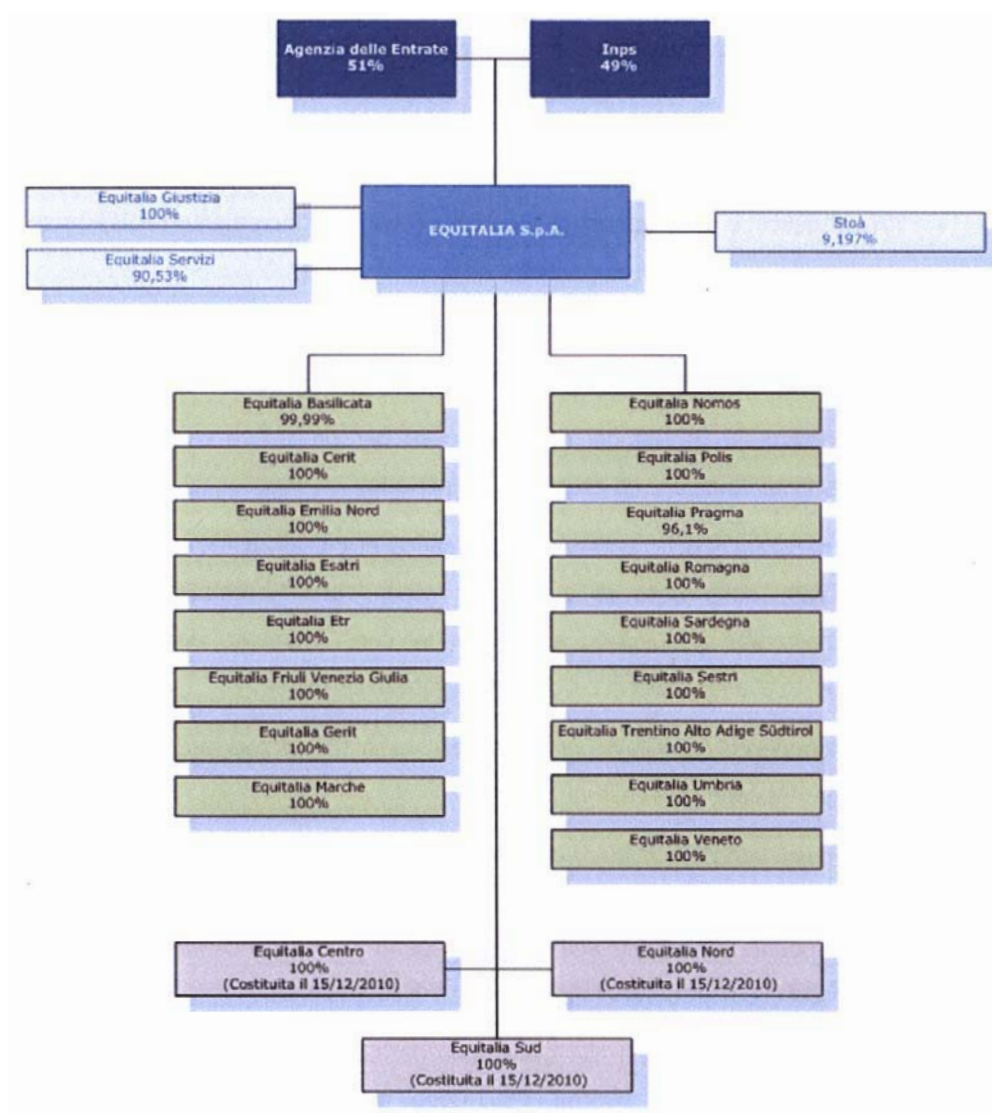 Agenzia delle Entrate
51%
Inps
49%
Equitalia Giustizia
100%
EQUITALIA S.p.A.
Stoà
9,197%
Equitalia Servizi
90,53%
Equitalia Basilicata
99,99%
Equitalia Cerit
100%
Equitalia Emilia Nord
100%
Equitalia Esatri
100%
Equitalia Etr
100%
Equitalia Friuli Venezia Giulia
100%
Equitalia Gerit
100%
Equitalia Marche
100%
Equitalia Nomos
100%
Equitalia Polis
100%
Equitalia Pragma
96,1%
Equitalia Romagna
100%
Equitalia Sardegna
100%
Equitalia Sestri
100%
Equitalia Trentino Alto Adige Südtirol
100%
Equitalia Umbria
100%
Equitalia Veneto
100%
Equitalia Centro
100%
(Costituita il 15/12/2010)
Equitalia Nord
100%
(Costituita il 15/12/2010)
Equitalia Sud
100%
(Costituita il 15/12/2010)